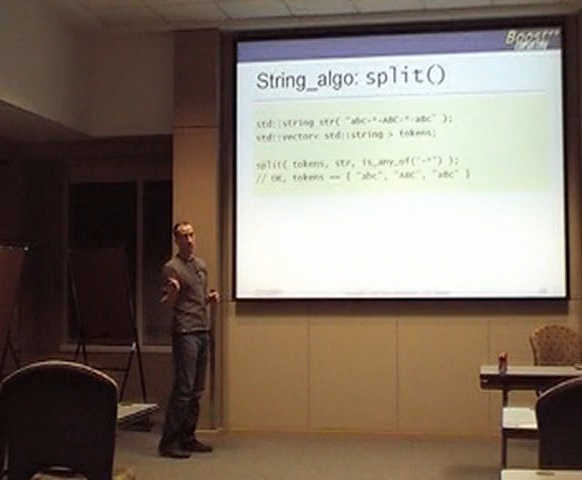 Boost
String_algo: split()
std::string str( "abc-*-ABC-*-aBc" );
std::vector< std::string > tokens;
split( tokens, str, is_any_of("-*") );
// OK, tokens == { "abc", "ABC", "aBc" }